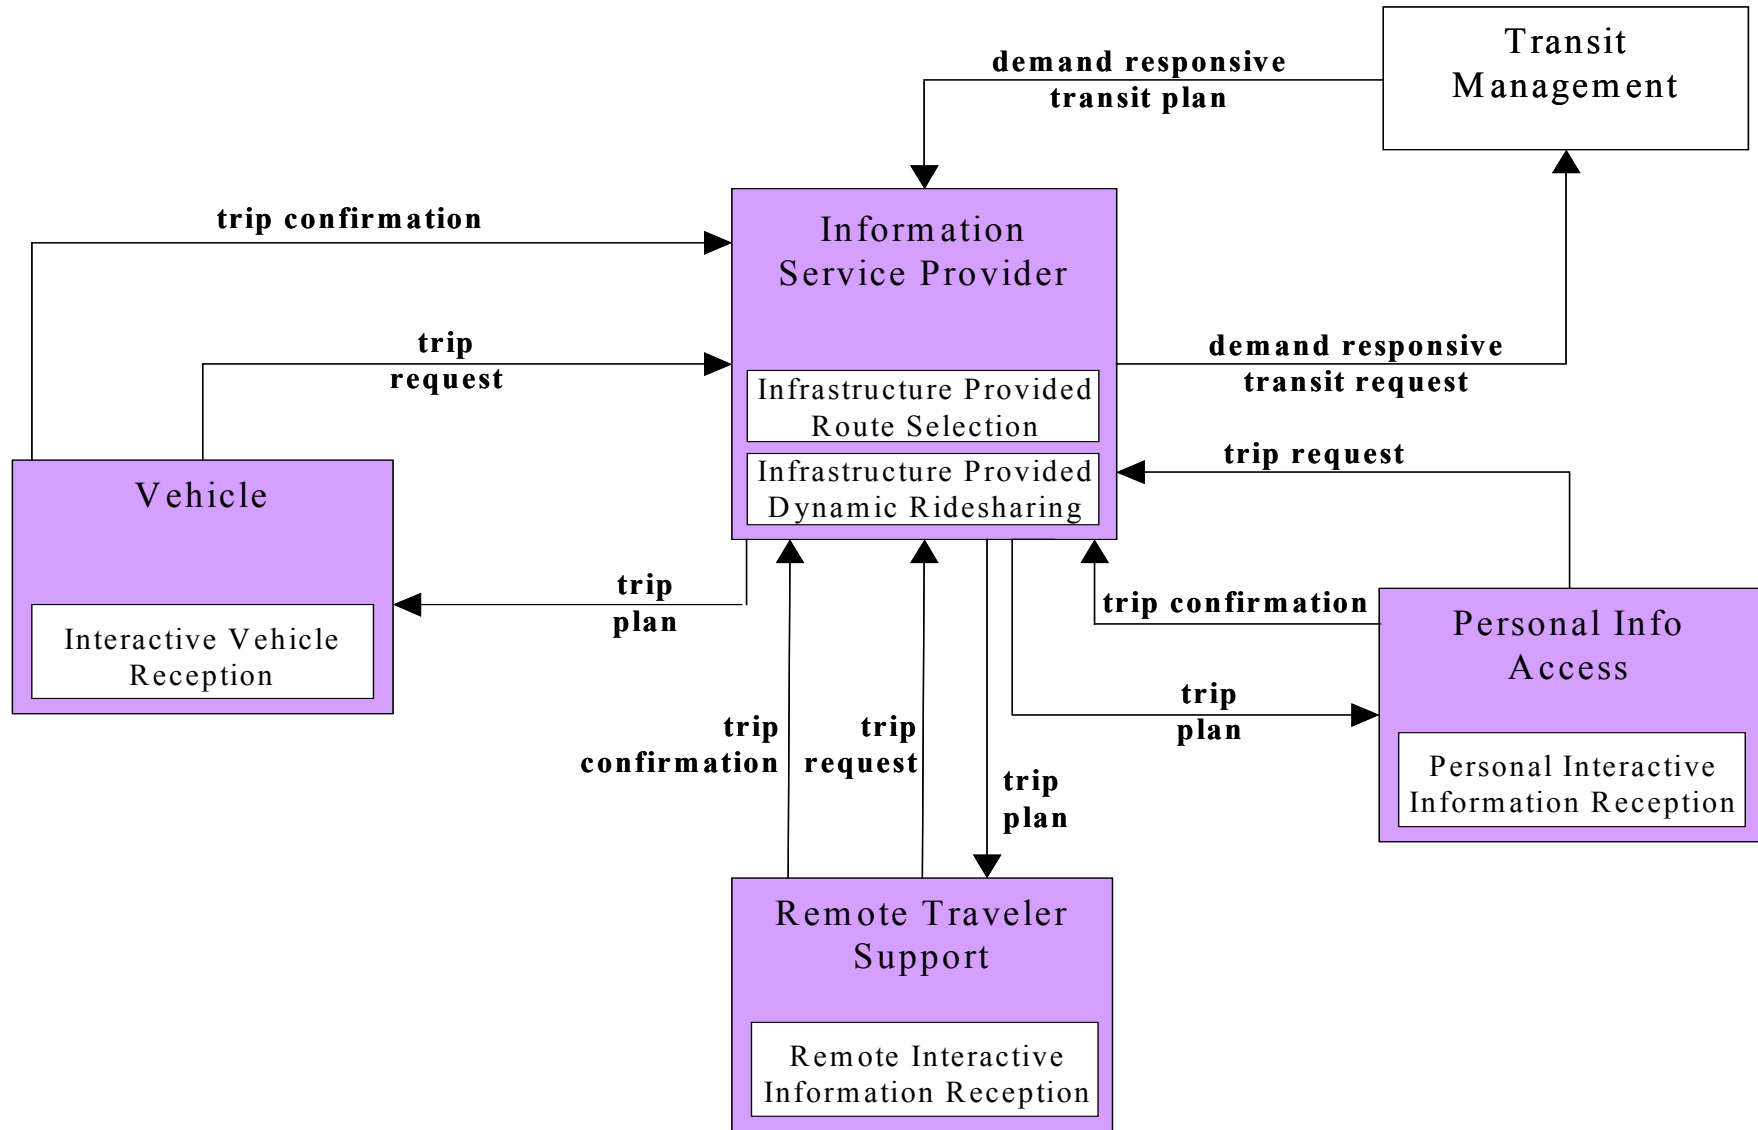 Transit
Management
demand responsive
transit plan
trip confirmation
Information
Service Provider
trip
request
demand responsive
transit request
Infrastructure Provided
Route Selection
trip request
Infrastructure Provided
Dynamic Ridesharing
Vehicle
Interactive Vehicle
Reception
trip
plan
trip confirmation
Personal Info
Access
trip
plan
Personal Interactive
Information Reception
trip
confirmation
trip
request
trip
plan
Remote Traveler
Support
Remote Interactive
Information Reception